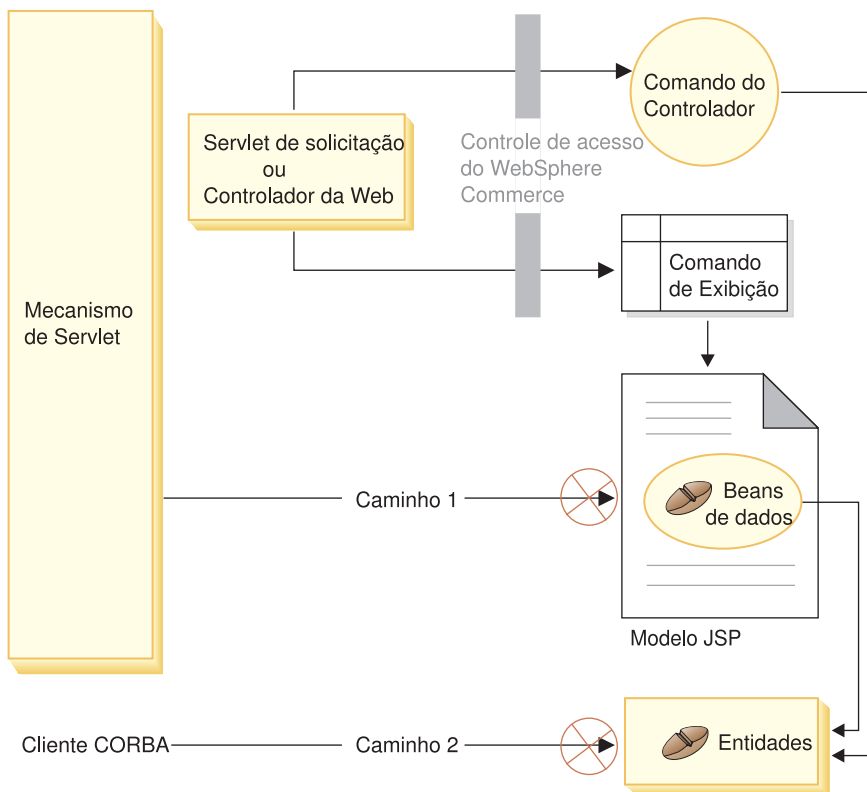 Comando do
Controlador
Servlet de solicitação
ou
Controlador da Web
Controle de acesso
do WebSphere
Commerce
Comando
de Exibição
Mecanismo
de Servlet
Caminho 1
Beans
de dados
Modelo JSP
Cliente CORBA
Caminho 2
Entidades